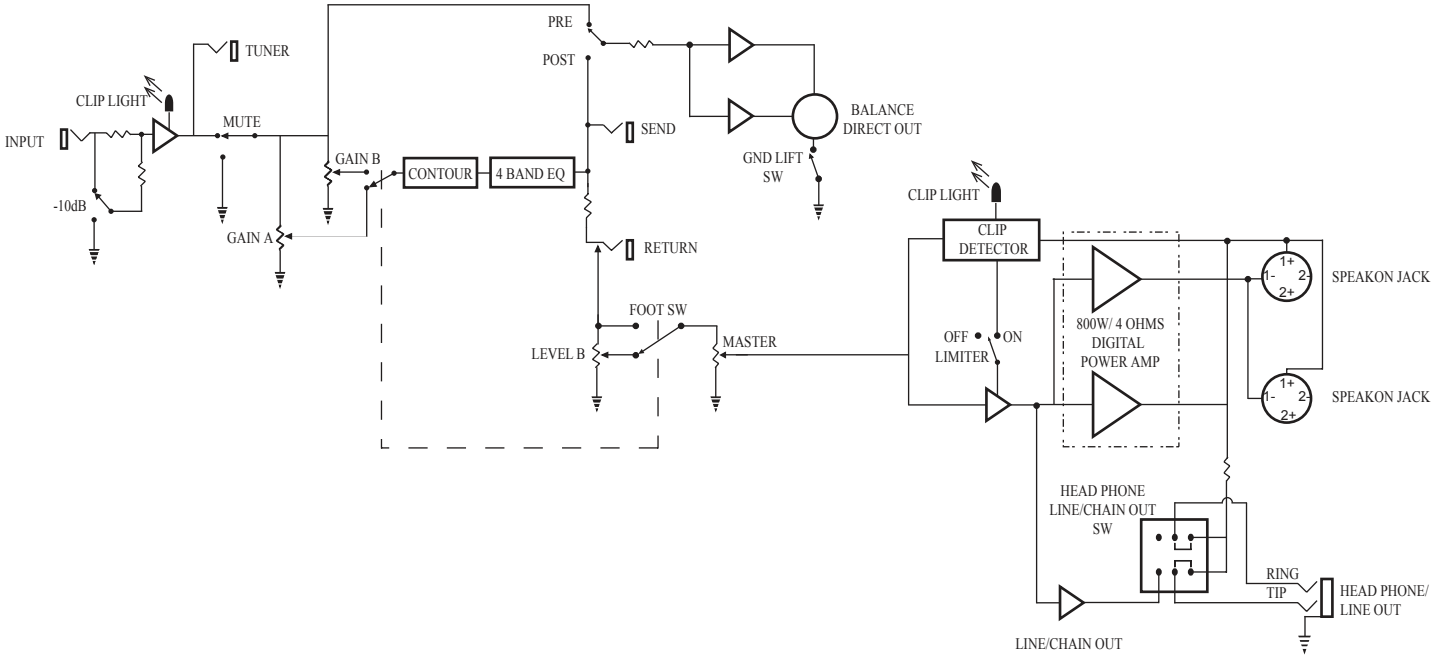 PRE
TUNER
POST
CLIP LIGHT
BALANCE
DIRECT OUT
MUTE
SEND
INPUT
GAIN B
GND LIFT
SW
CONTOUR
4 BAND EQ
-10dB
CLIP LIGHT
GAIN A
RETURN
CLIP
DETECTOR
1+
1-
2-
2+
SPEAKON JACK
FOOT SW
800W/ 4 OHMS
DIGITAL
POWER AMP
OFF
ON
LIMITER
MASTER
LEVEL B
1+
1-
2-
2+
SPEAKON JACK
HEAD PHONE
LINE/CHAIN OUT
SW
RING
TIP
HEAD PHONE/
LINE OUT
LINE/CHAIN OUT